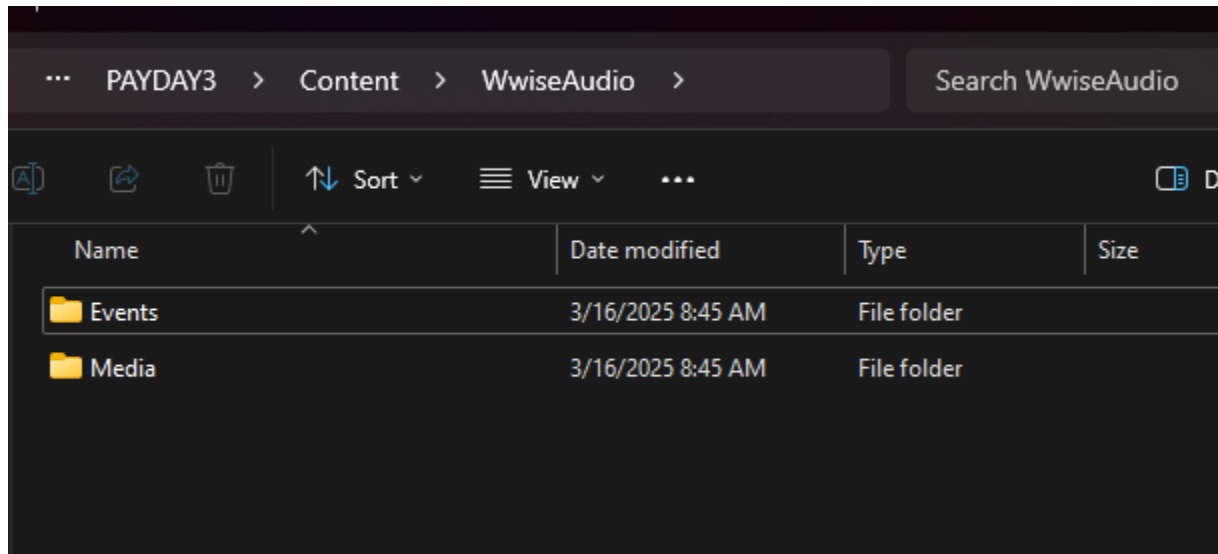 ... PAYDAY3 > Content > WwiseAudio > Search WwiseAudio
Sort View ...
Name Date modified Type Size
Events 3/16/2025 8:45 AM File folder
Media 3/16/2025 8:45 AM File folder